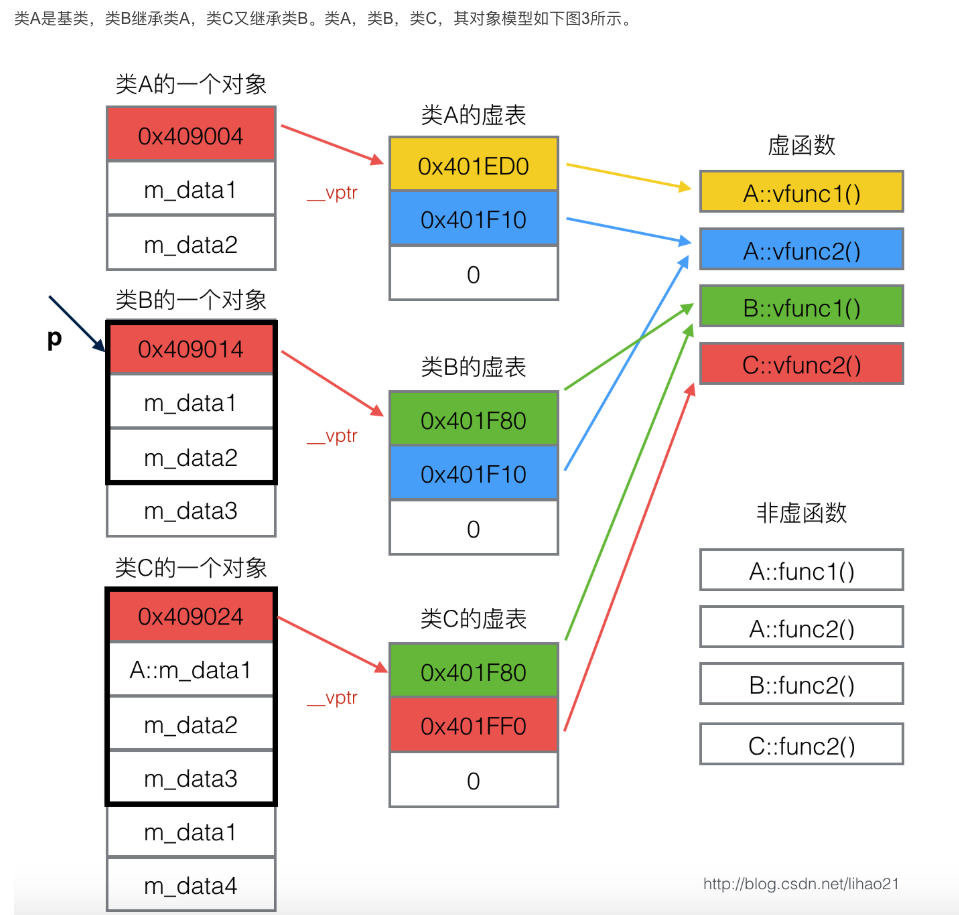 类A是基类，类B继承类A，类C又继承类B。类A，类B，类C，其对象模型如下图3所示。
类A的一个对象
0x409004
m_data1
m_data2
__vptr
类A的虚表
0x401ED0
0x401F10
0
虚函数
A::vfunc1()
A::vfunc2()
B::vfunc1()
C::vfunc2()
p
类B的一个对象
0x409014
m_data1
m_data2
m_data3
__vptr
类B的虚表
0x401F80
0x401F10
0
非虚函数
A::func1()
A::func2()
B::func2()
C::func2()
类C的一个对象
0x409024
A::m_data1
m_data2
m_data3
m_data1
m_data4
__vptr
类C的虚表
0x401F80
0x401FF0
0
http://blog.csdn.net/lihao21